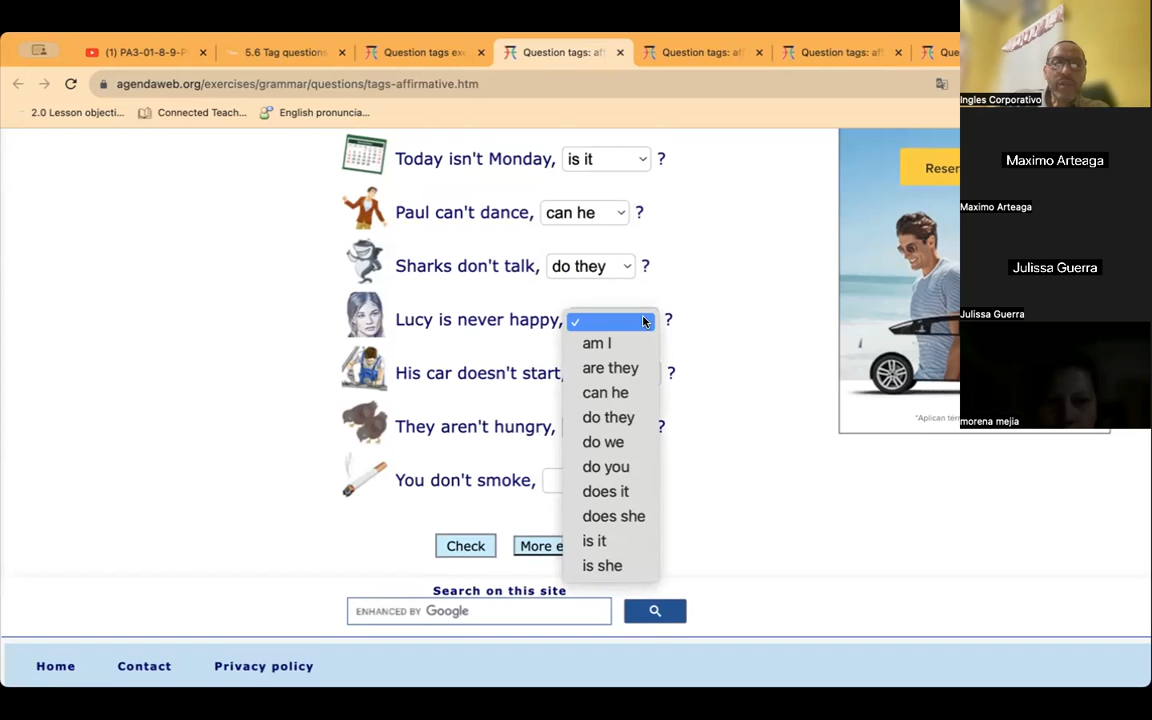 (1) PA3-01-8-9-P
5.6 Tag questions
Question tags exe
Question tags: aff
Question tags: aff
Question tags: aff
Que
agendaweb.org/exercises/grammar/questions/tags-affirmative.htm
2.0 Lesson objecti...
Connected Teach...
English pronuncia...
Today isn't Monday, is it ?
Paul can't dance, can he ?
Sharks don't talk, do they ?
Lucy is never happy, ?
am I
are they
can he
do they
do we
do you
does it
does she
is it
is she
His car doesn't start, ?
They aren't hungry, ?
You don't smoke,
Check
More e
Search on this site
ENHANCED BY Google
Home
Contact
Privacy policy
Reser
Ingles Corporativo
Maximo Arteaga
Maximo Arteaga
Julissa Guerra
Julissa Guerra
morena mejia